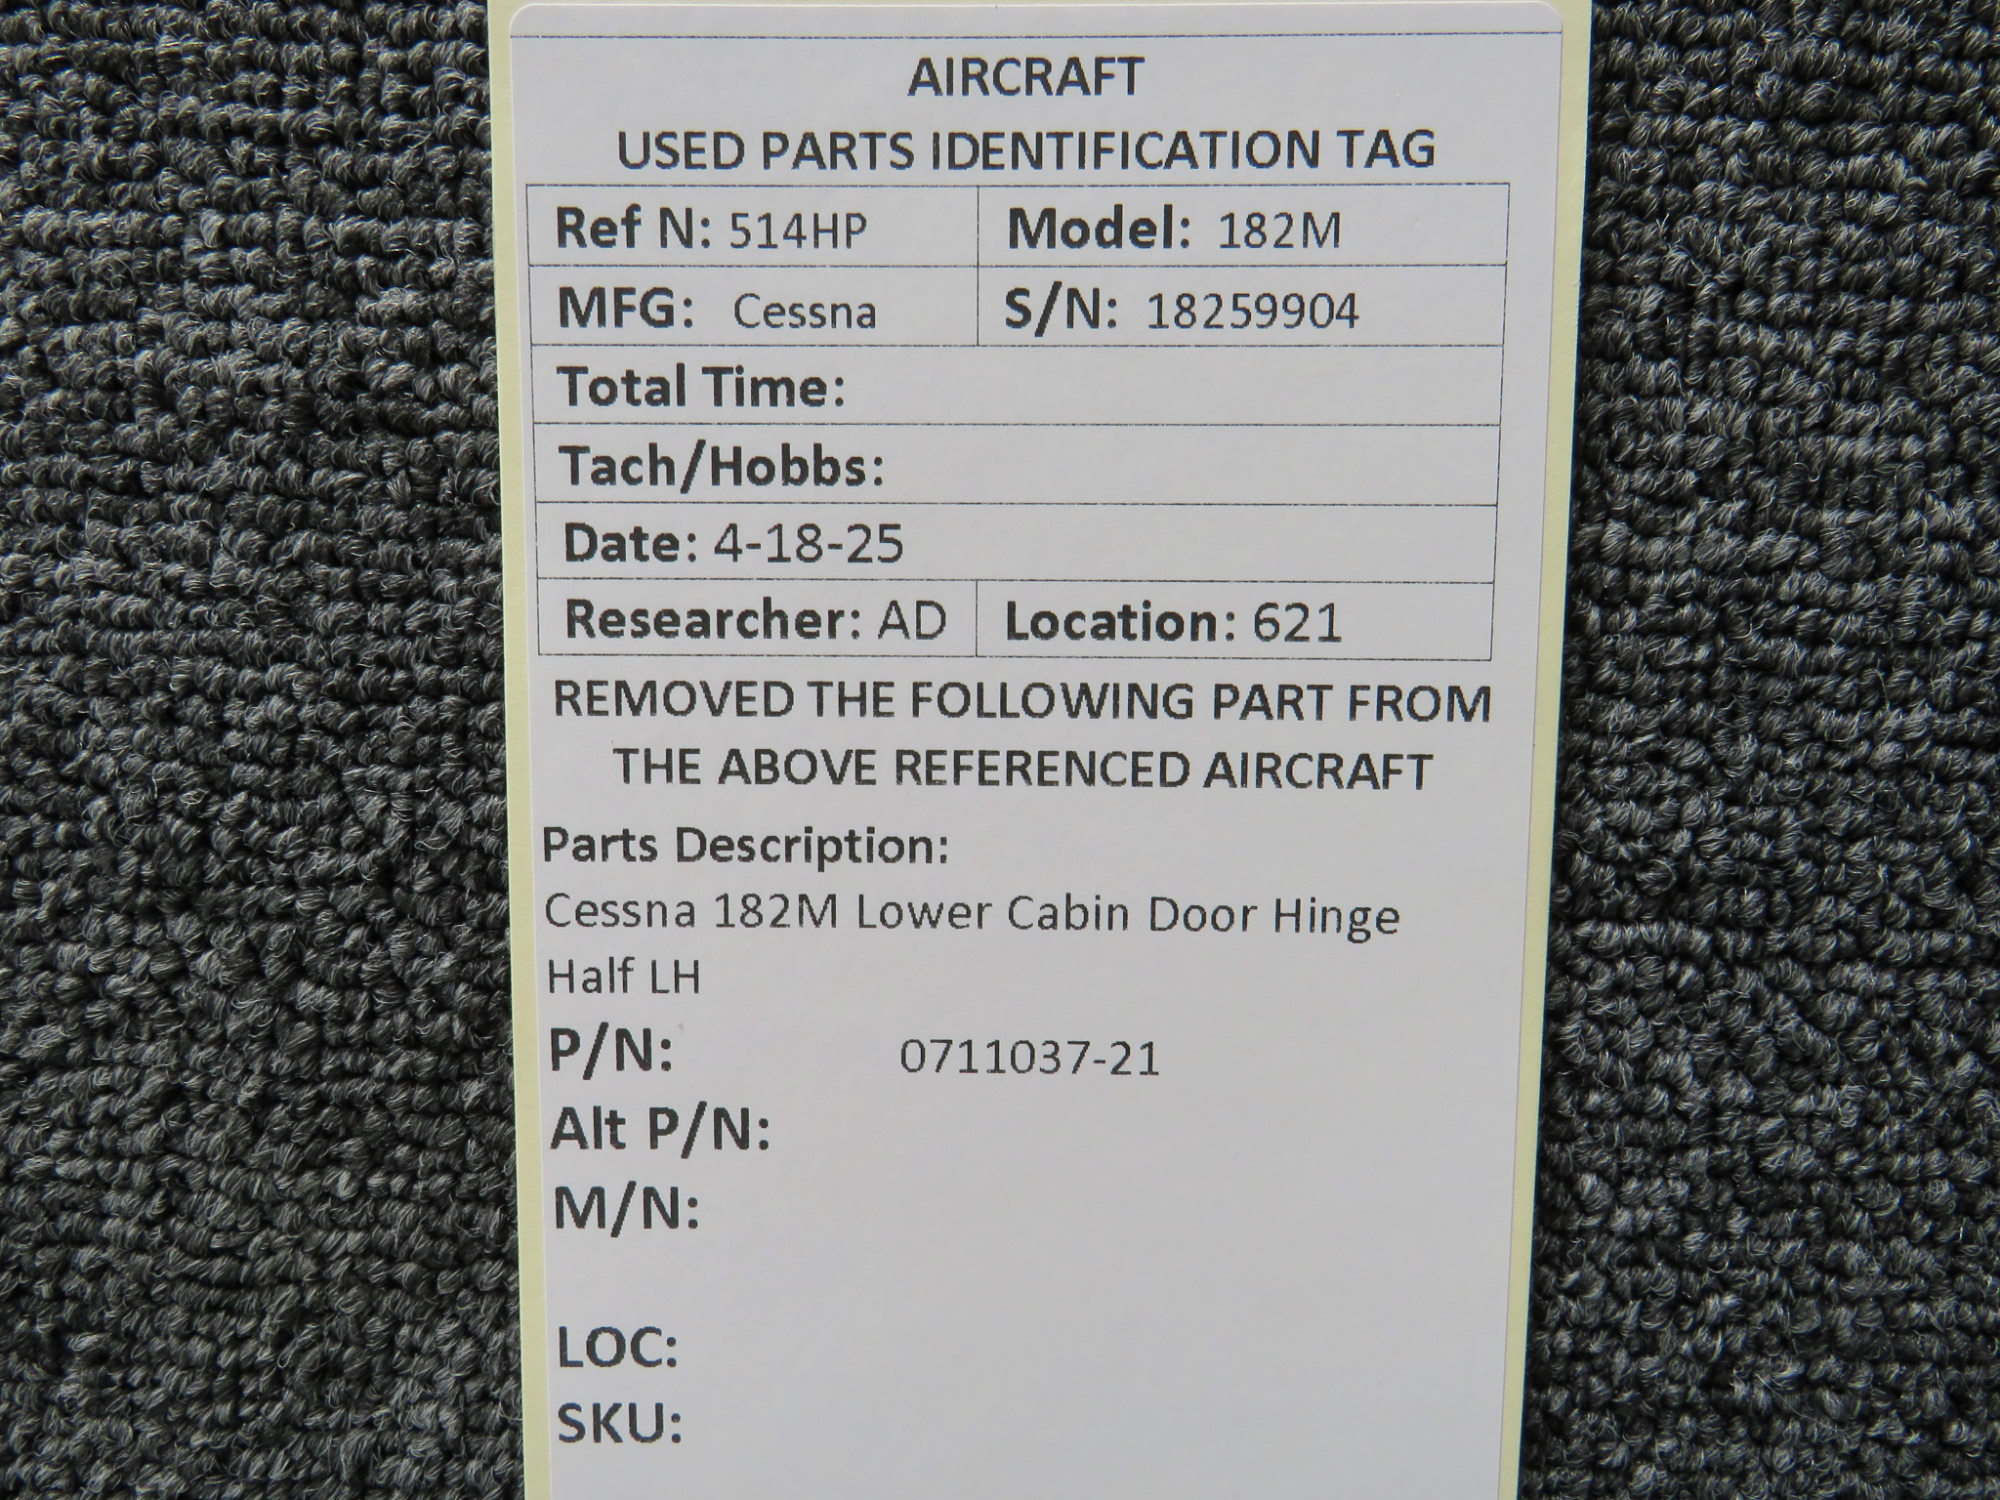 AIRCRAFT
USED PARTS IDENTIFICATION TAG
Ref N: 514HP Model: 182M
MFG: Cessna S/N: 18259904
Total Time:
Tach/Hobbs:
Date: 4-18-25
Researcher: AD Location: 621
REMOVED THE FOLLOWING PART FROM
THE ABOVE REFERENCED AIRCRAFT
Parts Description:
Cessna 182M Lower Cabin Door Hinge
Half LH
P/N: 0711037-21
Alt P/N:
M/N:
LOC:
SKU: